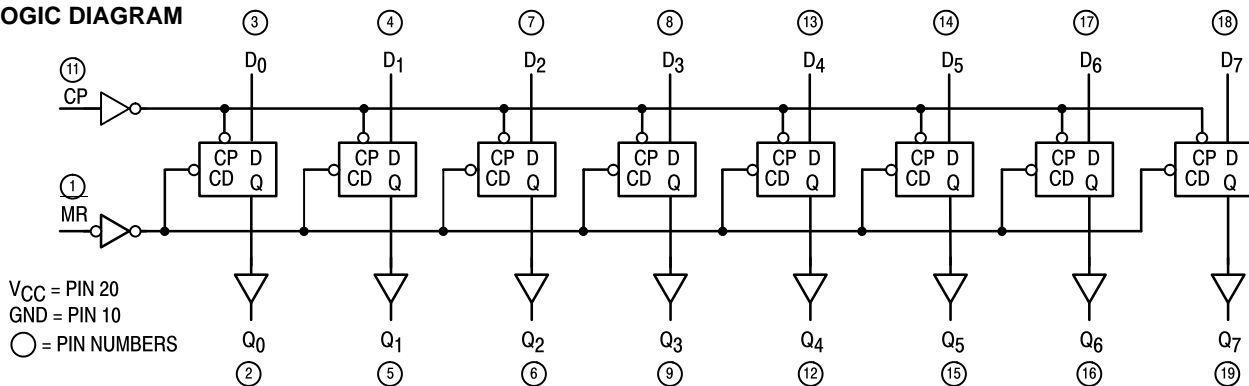 OGIC DIAGRAM
3 4 7 8 13 14 17 18
D0 D1 D2 D3 D4 D5 D6 D7
11
CP
CP D CP D CP D CP D CP D CP D CP D CP D
CD Q CD Q CD Q CD Q CD Q CD Q CD Q CD Q
1
MR
VCC = PIN 20
GND = PIN 10
= PIN NUMBERS
Q0 Q1 Q2 Q3 Q4 Q5 Q6 Q7
2 5 6 9 12 15 16 19